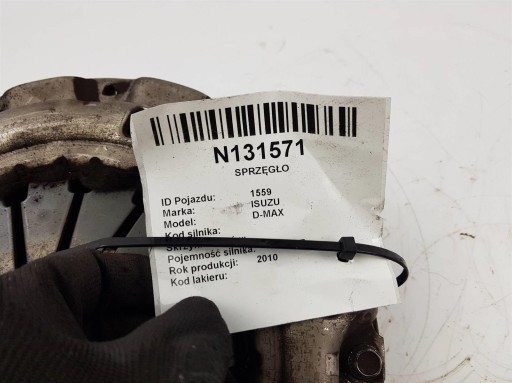 N131571
SPRZĘGŁO
ID Pojazdu: 1559
Marka: ISUZU
Model: D-MAX
Kod silnika:
Pojemność silnika:
Rok produkcji: 2010
Kod lakieru: